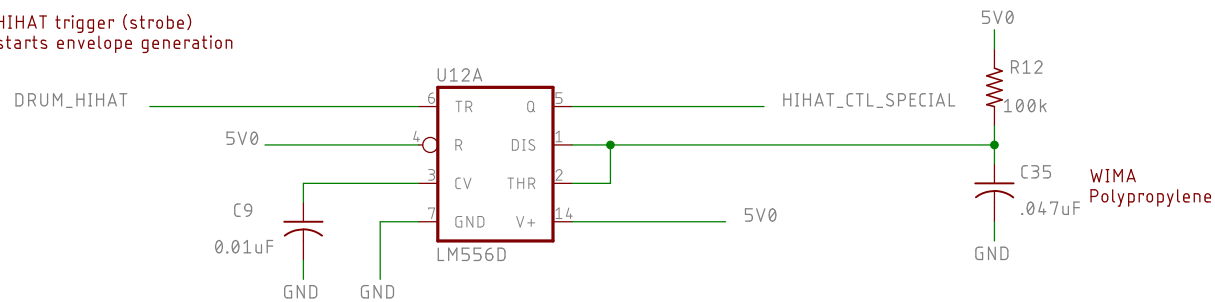 HIHAT trigger (strobe)
starts envelope generation
5V0
R12
100k
U12A
DRUM_HIHAT
6
TR
Q
5
HIHAT_CTL_SPECIAL
5V0
4
R
DIS
1
3
CV
THR
2
7
GND
V+
14
5V0
LM556D
C9
0.01uF
GND
GND
C35
.047uF
WIMA
Polypropylene
GND